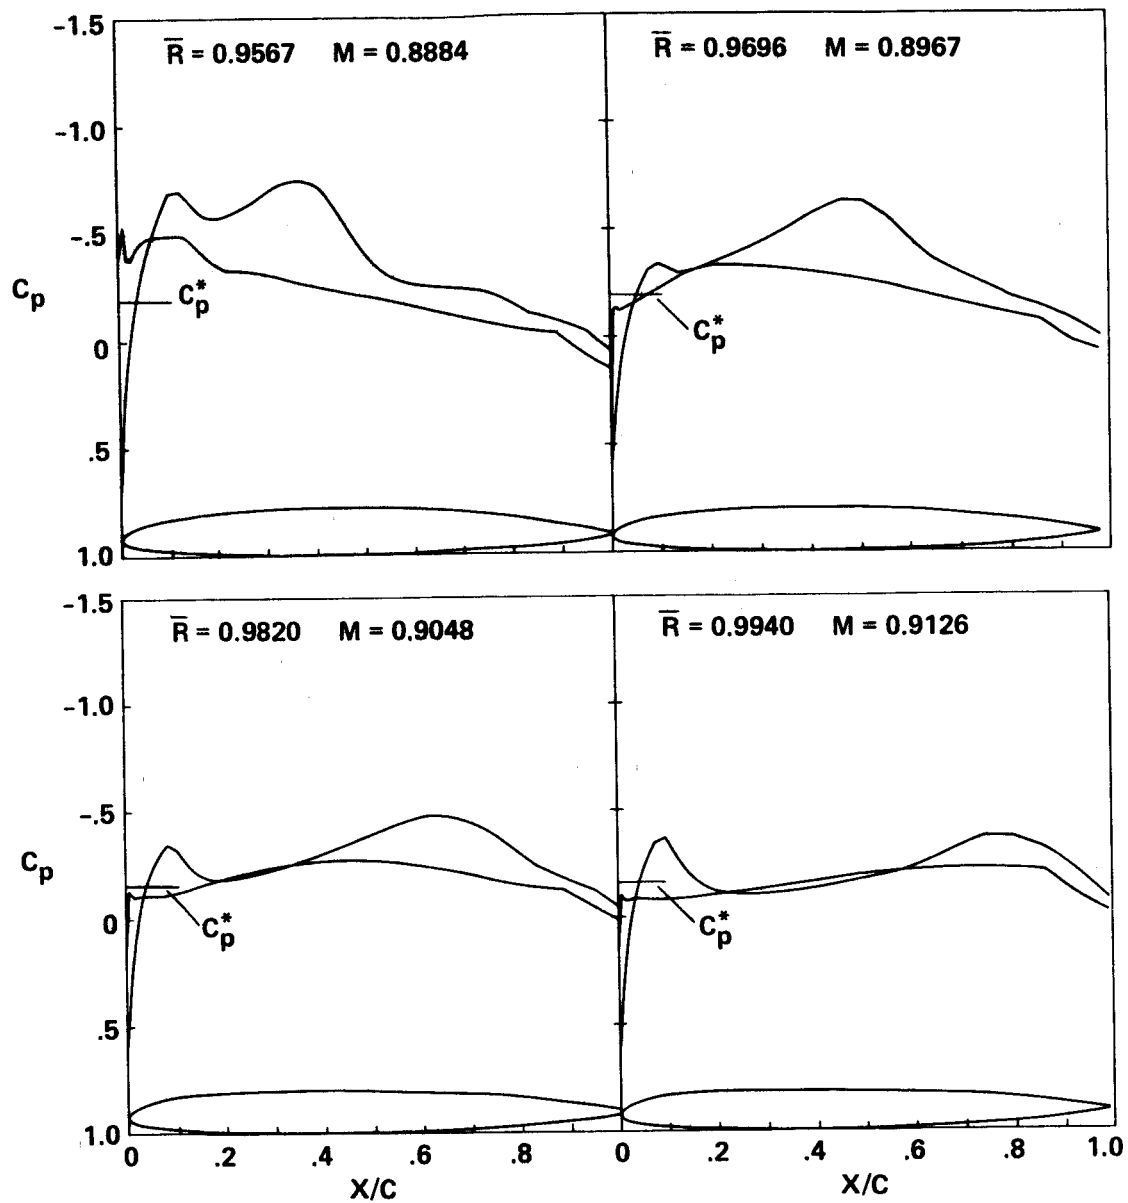 -1.5
R̅ = 0.9567 M = 0.8884
R̅ = 0.9696 M = 0.8967
-1.0
-.5
Cp
Cp*
Cp*
0
.5
1.0
-1.5
R̅ = 0.9820 M = 0.9048
R̅ = 0.9940 M = 0.9126
-1.0
-.5
Cp
Cp*
Cp*
0
.5
1.0
0 .2 .4 .6 .8
0 .2 .4 .6 .8 1.0
X/C
X/C